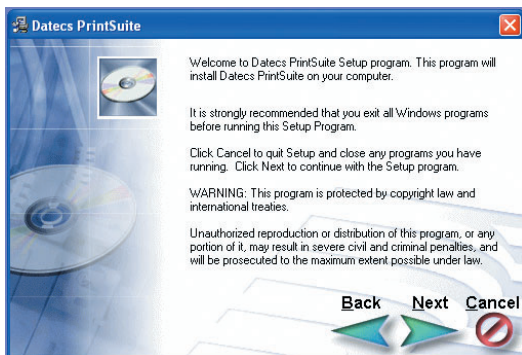 Datecs PrintSuite
Welcome to Datecs PrintSuite Setup program. This program will
install Datecs PrintSuite on your computer.
It is strongly recommended that you exit all Windows programs
before running this Setup Program.
Click Cancel to quit Setup and close any programs you have
running. Click Next to continue with the Setup program.
WARNING: This program is protected by copyright law and
international treaties.
Unauthorized reproduction or distribution of this program, or any
portion of it, may result in severe civil and criminal penalties, and
will be prosecuted to the maximum extent possible under law.
Back Next Cancel